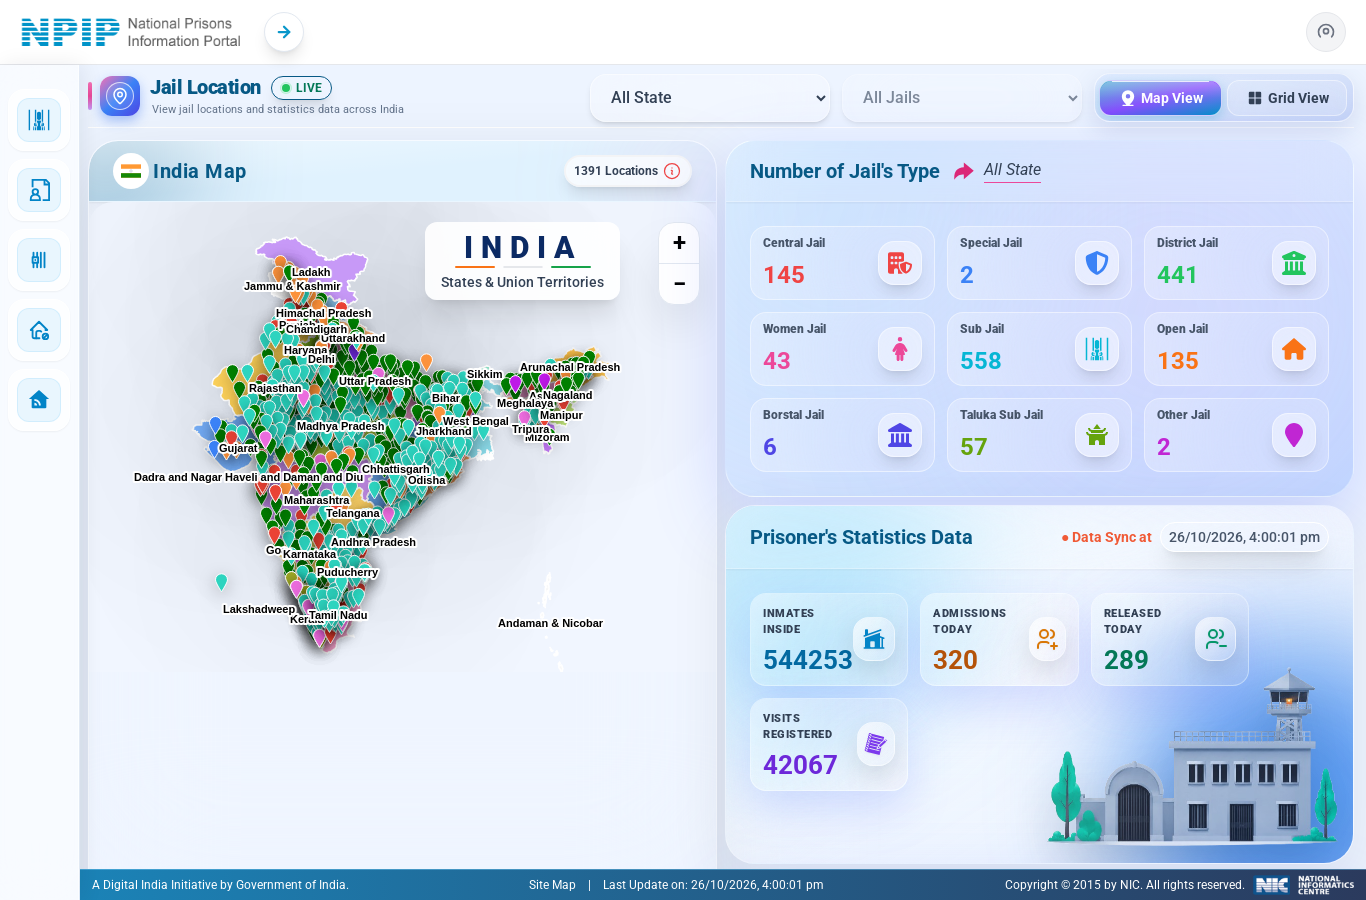 NPIP National Prisons
Information Portal
Jail Location
LIVE
View jail locations and statistics data across India
All State
All Jails
Map View
Grid View
India Map
1391 Locations
INDIA
States & Union Territories
+
−
Ladakh
Jammu & Kashmir
Himachal Pradesh
Chandigarh
Uttarakhand
Haryana
Delhi
Rajasthan
Uttar Pradesh
Sikkim
Arunachal Pradesh
Nagaland
Meghalaya
Bihar
Manipur
West Bengal
Jharkhand
Tripura
Mizoram
Madhya Pradesh
Gujarat
Chhattisgarh
Dadra and Nagar Haveli and Daman and Diu
Odisha
Maharashtra
Telangana
Andhra Pradesh
Go
Karnataka
Puducherry
Lakshadweep
Kerala
Tamil Nadu
Andaman & Nicobar
Number of Jail's Type
All State
Central Jail
145
Special Jail
2
District Jail
441
Women Jail
43
Sub Jail
558
Open Jail
135
Borstal Jail
6
Taluka Sub Jail
57
Other Jail
2
Prisoner's Statistics Data
● Data Sync at
26/10/2026, 4:00:01 pm
INMATES
INSIDE
544253
ADMISSIONS
TODAY
320
RELEASED
TODAY
289
VISITS
REGISTERED
42067
A Digital India Initiative by Government of India.
Site Map | Last Update on: 26/10/2026, 4:00:01 pm
Copyright © 2015 by NIC. All rights reserved.
NIC NATIONAL
INFORMATICS
CENTRE